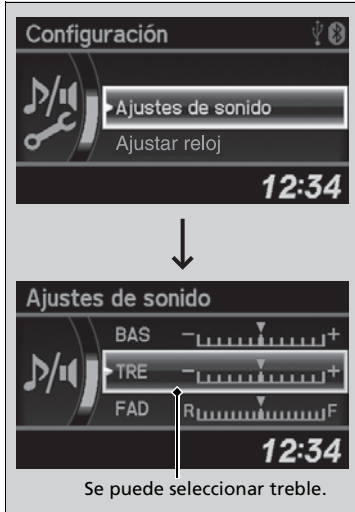 Configuración
Ajustes de sonido
Ajustar reloj
12:34
Ajustes de sonido
BAS − +
TRE − +
FAD R F
12:34
Se puede seleccionar treble.